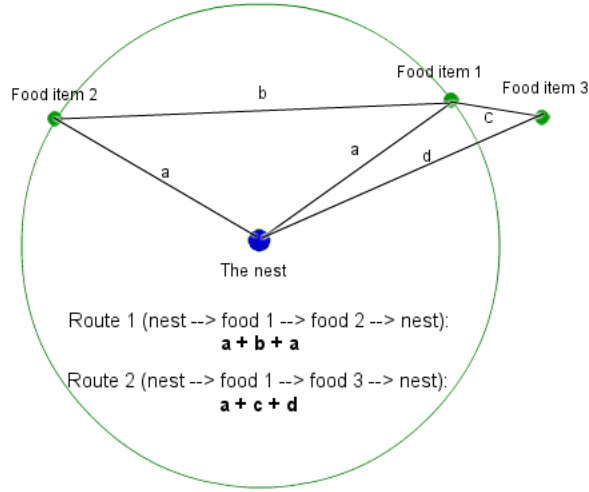 Food item 1
Food item 3
Food item 2
b
c
a
d
a
The nest
Route 1 (nest --> food 1 --> food 2 --> nest):
a + b + a
Route 2 (nest --> food 1 --> food 3 --> nest):
a + c + d